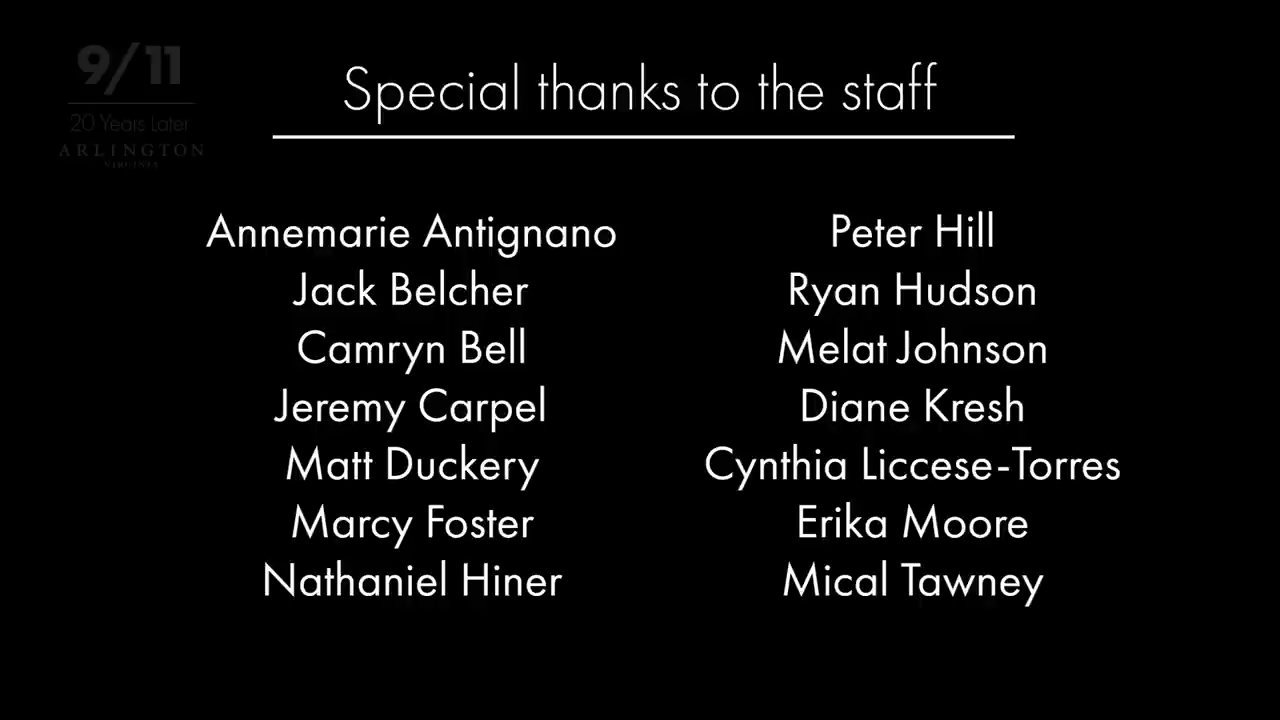 9/11
20 Years Later
ARLINGTON
VIRGINIA
Special thanks to the staff
Annemarie Antignano
Jack Belcher
Camryn Bell
Jeremy Carpel
Matt Duckery
Marcy Foster
Nathaniel Hiner
Peter Hill
Ryan Hudson
Melat Johnson
Diane Kresh
Cynthia Liccese-Torres
Erika Moore
Mical Tawney